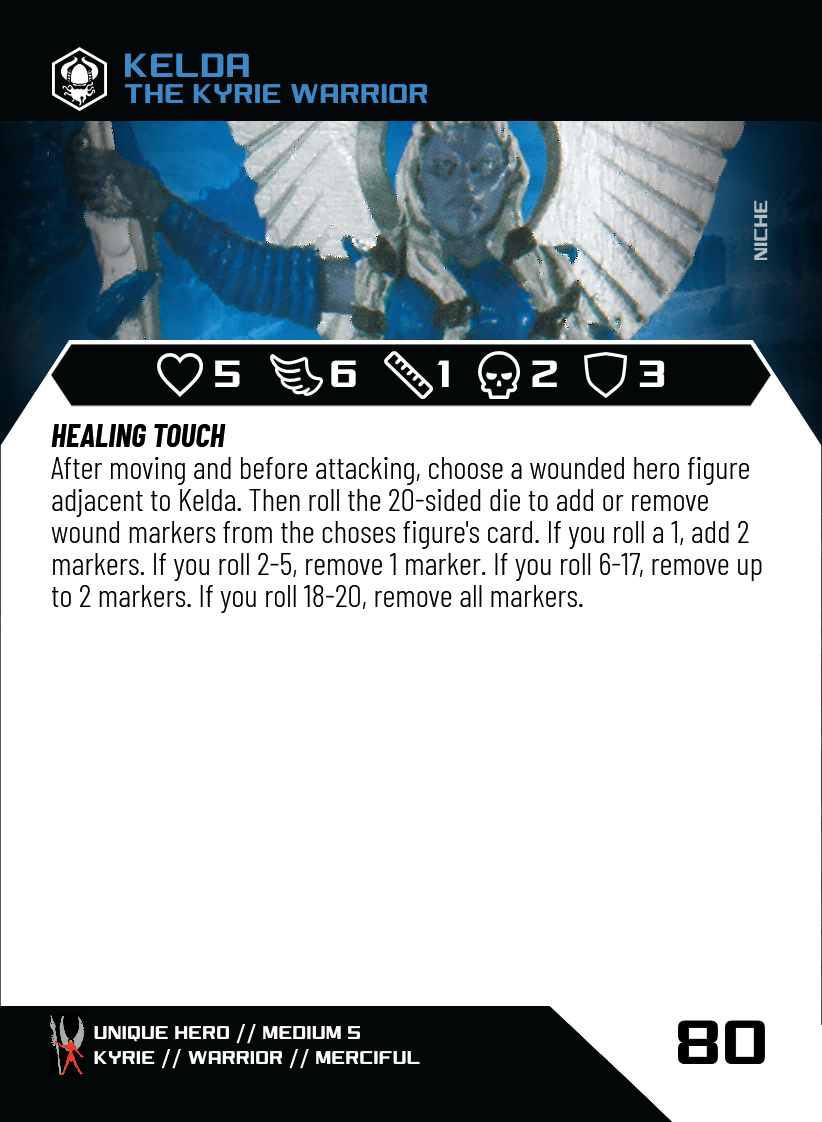 KELDA
THE KYRIE WARRIOR
NICHE
5 6 1 2 3
HEALING TOUCH
After moving and before attacking, choose a wounded hero figure
adjacent to Kelda. Then roll the 20-sided die to add or remove
wound markers from the choses figure's card. If you roll a 1, add 2
markers. If you roll 2-5, remove 1 marker. If you roll 6-17, remove up
to 2 markers. If you roll 18-20, remove all markers.
UNIQUE HERO // MEDIUM 5
KYRIE // WARRIOR // MERCIFUL
80